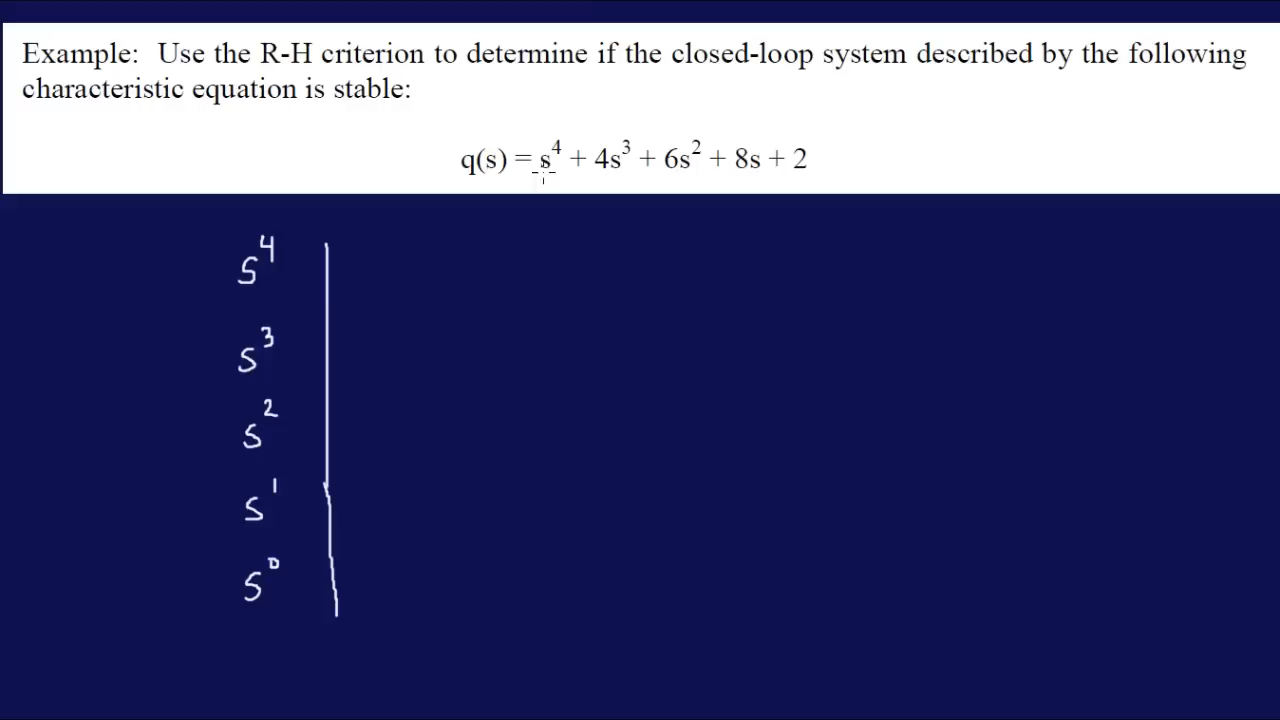 Example: Use the R-H criterion to determine if the closed-loop system described by the following
characteristic equation is stable:
q(s) = s⁴ + 4s³ + 6s² + 8s + 2
s⁴
s³
s²
s¹
s⁰